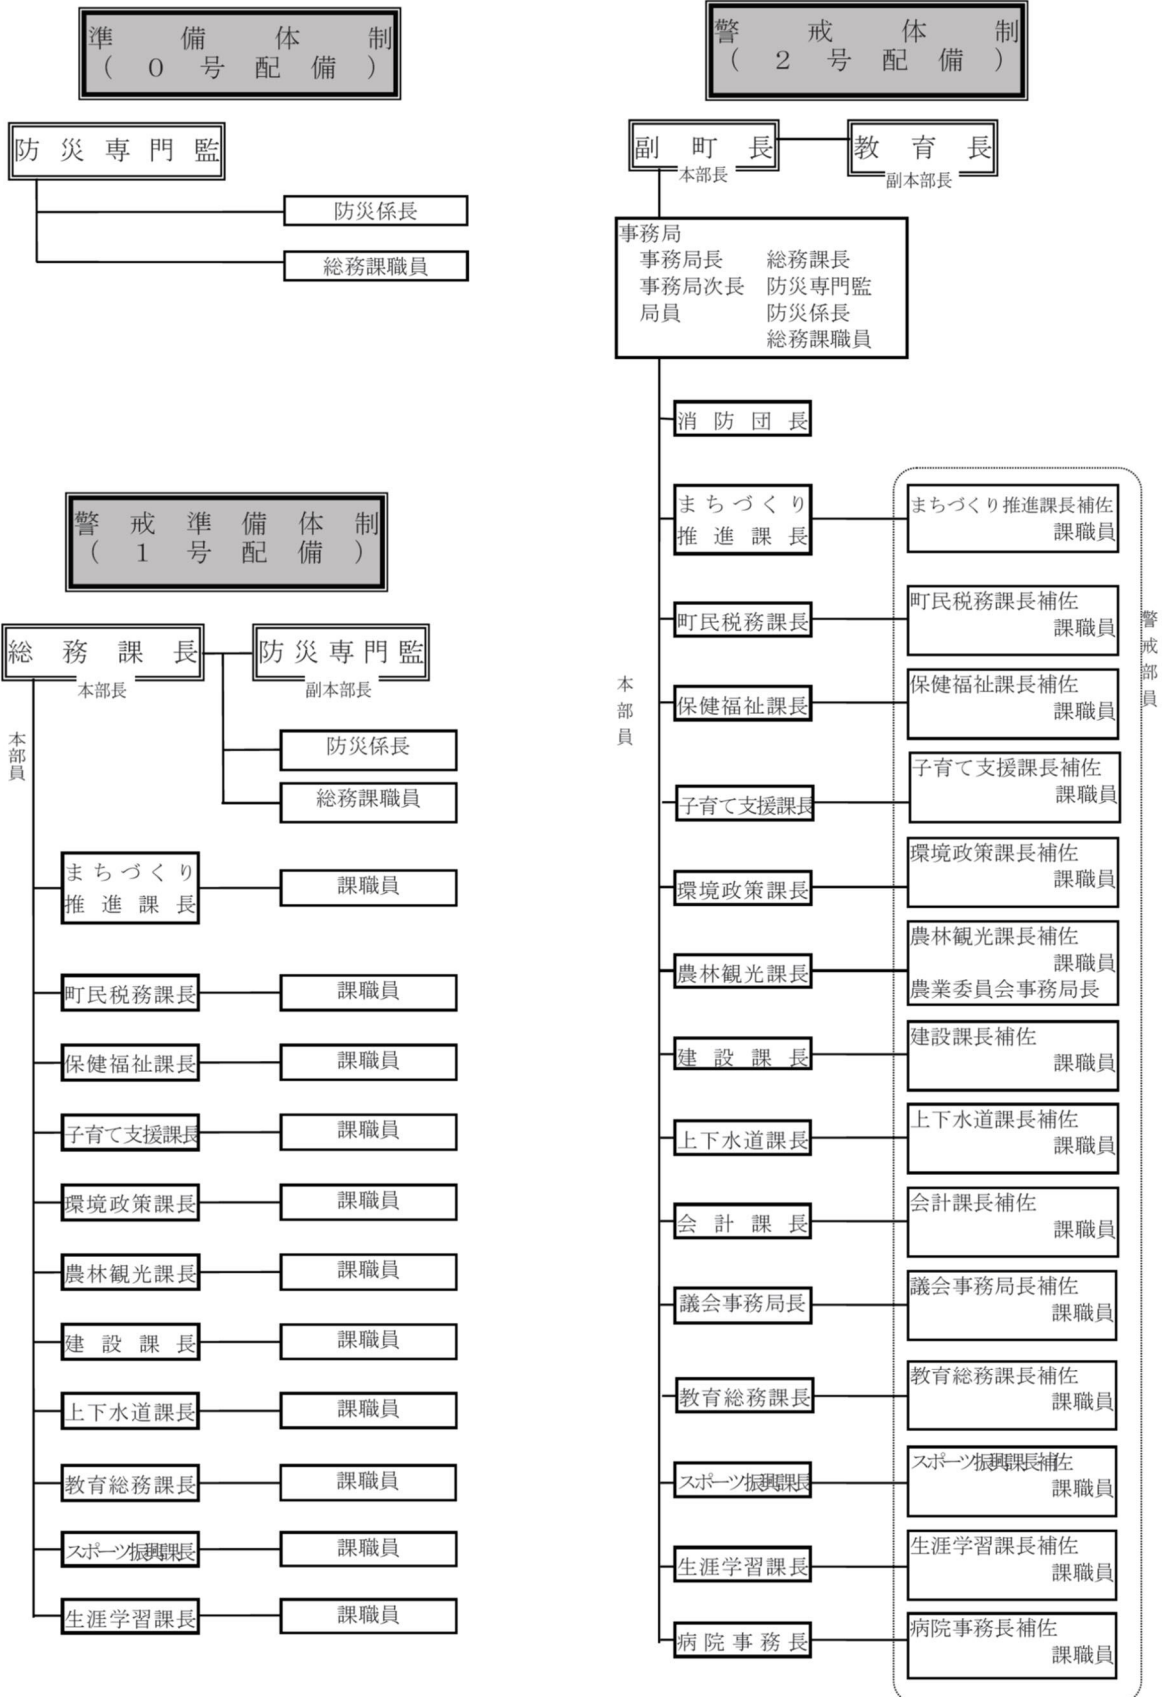 準備体制
（０号配備）
防災専門監
防災係長
総務課職員
警戒準備体制
（１号配備）
総務課長
本部長
防災専門監
副本部長
防災係長
総務課職員
本部員
まちづくり
推進課長
課職員
町民税務課長
課職員
保健福祉課長
課職員
子育て支援課長
課職員
環境政策課長
課職員
農林観光課長
課職員
建設課長
課職員
上下水道課長
課職員
教育総務課長
課職員
スポーツ振興課長
課職員
生涯学習課長
課職員
警戒体制
（２号配備）
副町長
本部長
教育長
副本部長
事務局
事務局長 総務課長
事務局次長 防災専門監
局員 防災係長
総務課職員
本部員
警戒部員
消防団長
まちづくり
推進課長
まちづくり推進課長補佐
課職員
町民税務課長
町民税務課長補佐
課職員
保健福祉課長
保健福祉課長補佐
課職員
子育て支援課長
子育て支援課長補佐
課職員
環境政策課長
環境政策課長補佐
課職員
農林観光課長
農林観光課長補佐
課職員
農業委員会事務局長
建設課長
建設課長補佐
課職員
上下水道課長
上下水道課長補佐
課職員
会計課長
会計課長補佐
課職員
議会事務局長
議会事務局長補佐
課職員
教育総務課長
教育総務課長補佐
課職員
スポーツ振興課長
スポーツ振興課長補佐
課職員
生涯学習課長
生涯学習課長補佐
課職員
病院事務長
病院事務長補佐
課職員